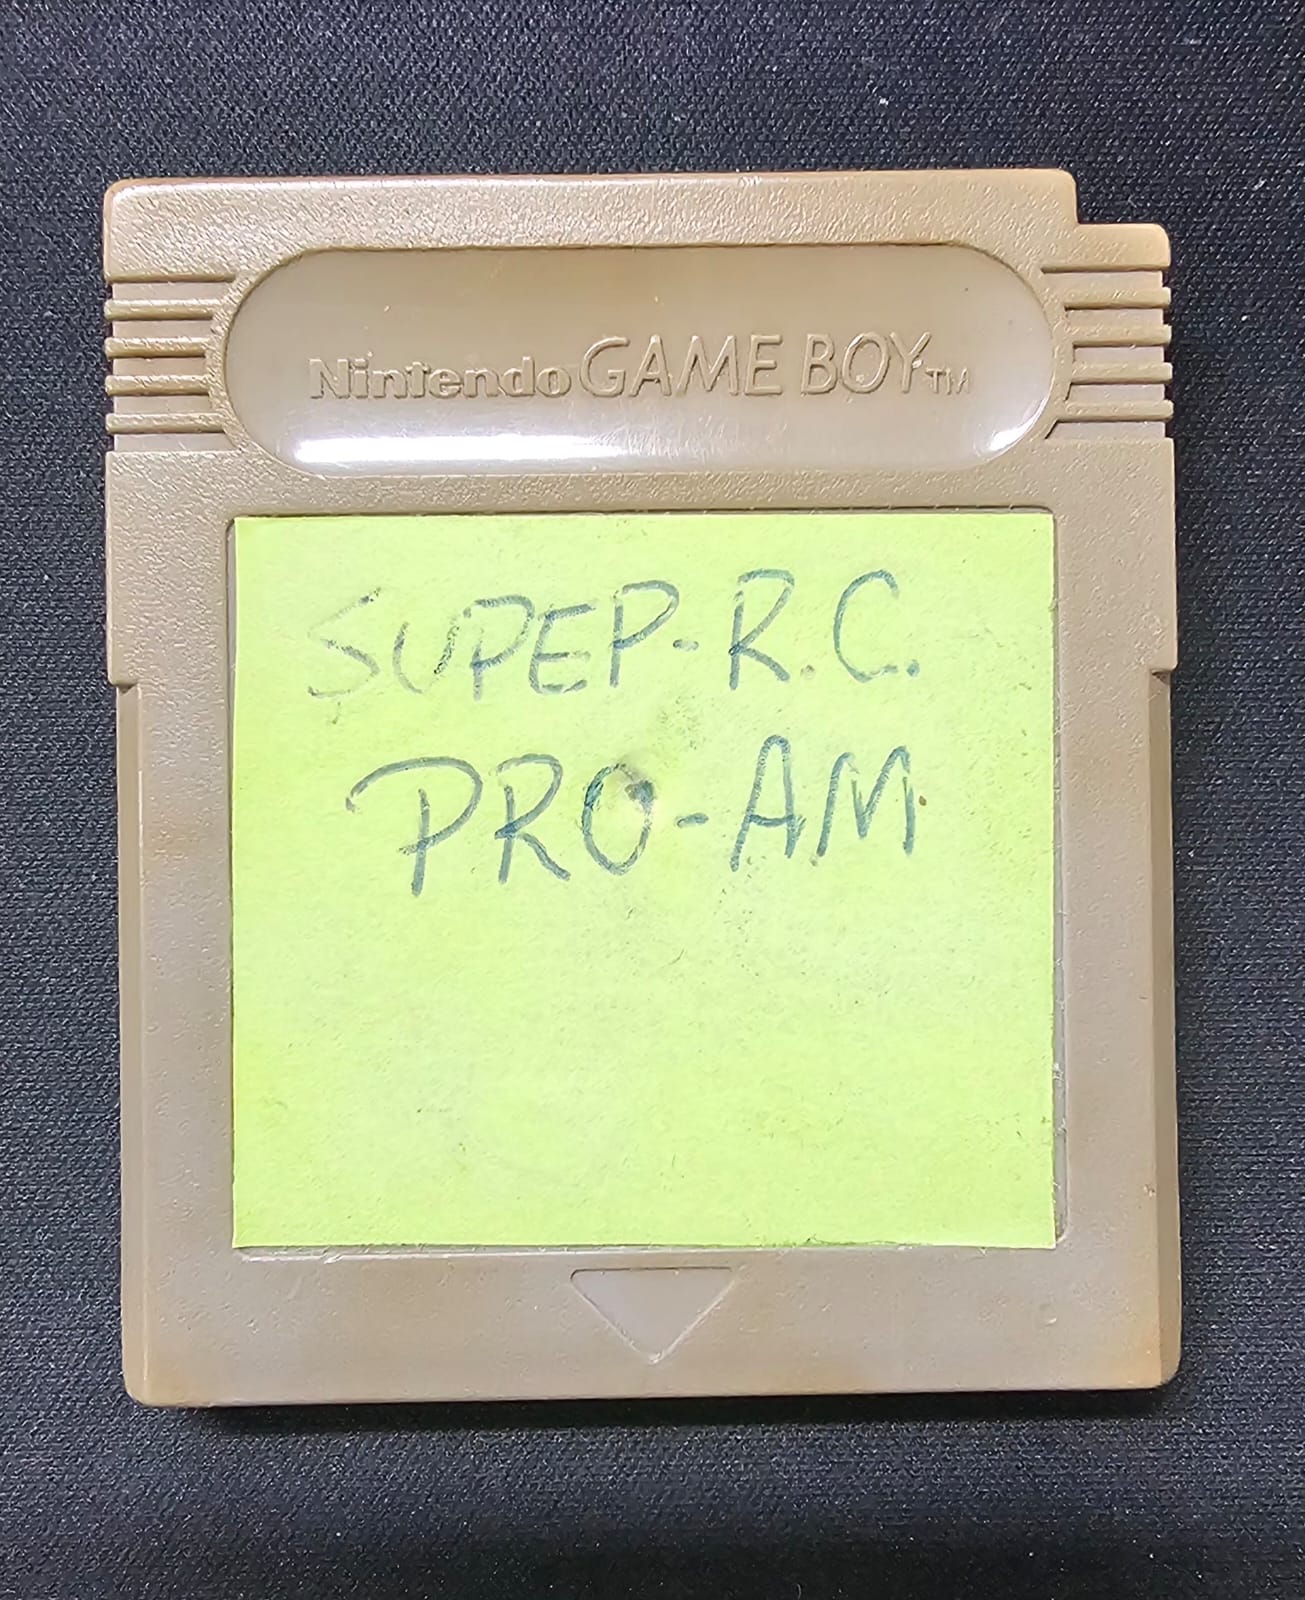 Nintendo GAME BOY™
SUPEP-R.C.
PRO-AM